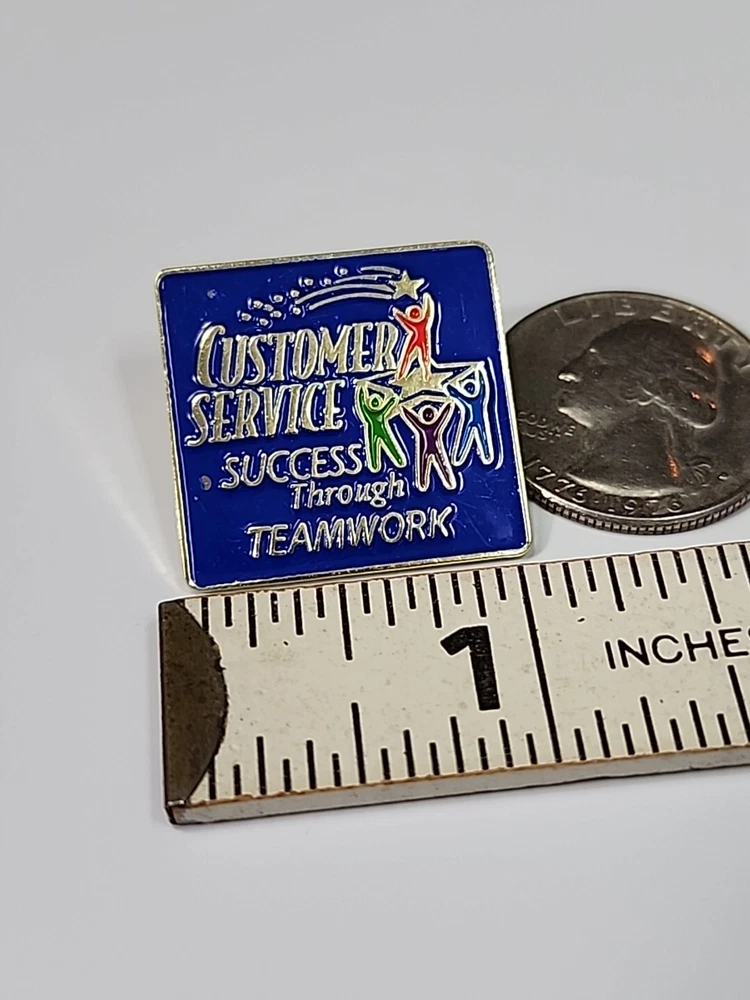 CUSTOMER
SERVICE
SUCCESS
Through
TEAMWORK
LIBERTY
1776-1976
1
INCHES